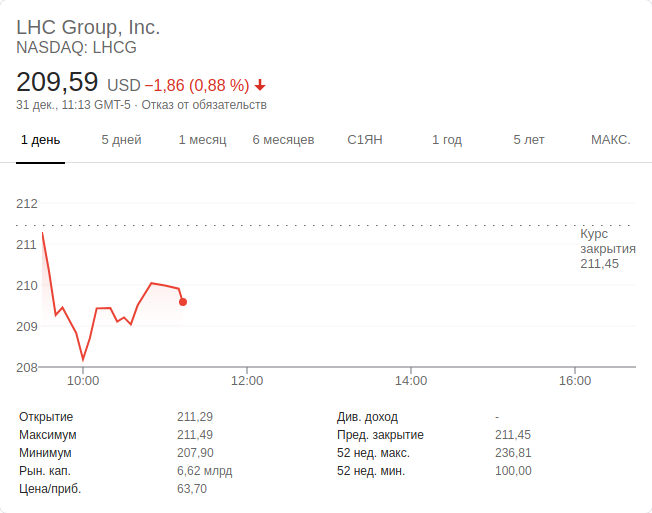 LHC Group, Inc.
NASDAQ: LHCG
209,59 USD −1,86 (0,88 %)
31 дек., 11:13 GMT-5 · Отказ от обязательств
1 день 5 дней 1 месяц 6 месяцев С1ЯН 1 год 5 лет МАКС.
212
Курс
закрытия
211,45
211
210
209
208
10:00 12:00 14:00 16:00
Открытие 211,29 Див. доход -
Максимум 211,49 Пред. закрытие 211,45
Минимум 207,90 52 нед. макс. 236,81
Рын. кап. 6,62 млрд 52 нед. мин. 100,00
Цена/приб. 63,70